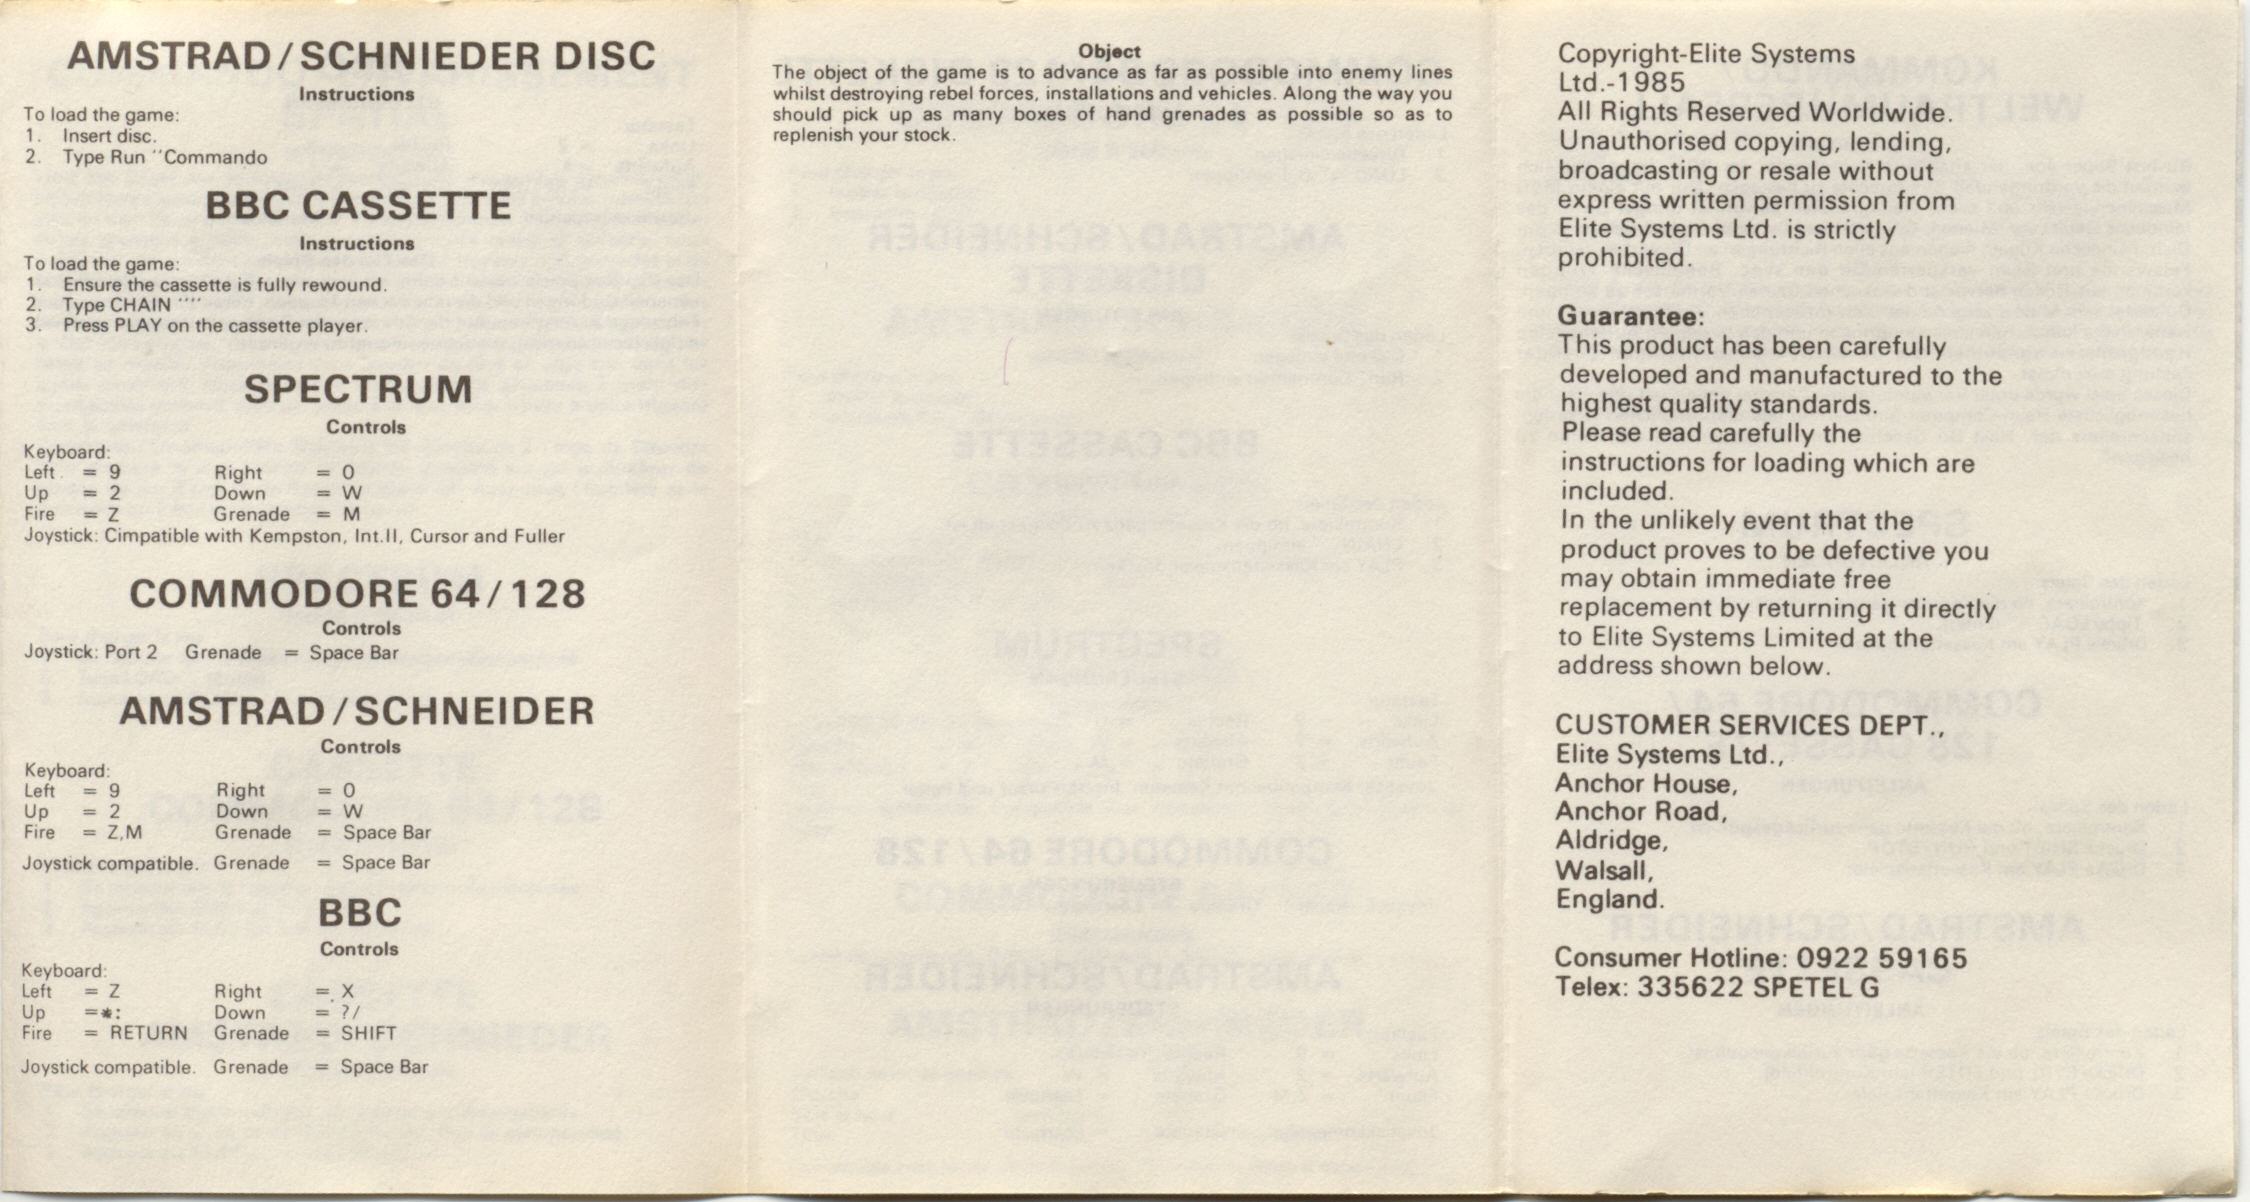 AMSTRAD/SCHNIEDER DISC
Instructions
To load the game:
1. Insert disc.
2. Type Run ''Commando
BBC CASSETTE
Instructions
To load the game:
1. Ensure the cassette is fully rewound.
2. Type CHAIN ''''
3. Press PLAY on the cassette player.
SPECTRUM
Controls
Keyboard:
Left = 9 Right = O
Up = 2 Down = W
Fire = Z Grenade = M
Joystick: Cimpatible with Kempston, Int.II, Cursor and Fuller
COMMODORE 64/128
Controls
Joystick: Port 2 Grenade = Space Bar
AMSTRAD/SCHNEIDER
Controls
Keyboard:
Left = 9 Right = O
Up = 2 Down = W
Fire = Z,M Grenade = Space Bar
Joystick compatible. Grenade = Space Bar
BBC
Controls
Keyboard:
Left = Z Right = X
Up =*: Down = ?/
Fire = RETURN Grenade = SHIFT
Joystick compatible. Grenade = Space Bar
Object
The object of the game is to advance as far as possible into enemy lines
whilst destroying rebel forces, installations and vehicles. Along the way you
should pick up as many boxes of hand grenades as possible so as to
replenish your stock.
Copyright-Elite Systems
Ltd.-1985
All Rights Reserved Worldwide.
Unauthorised copying, lending,
broadcasting or resale without
express written permission from
Elite Systems Ltd. is strictly
prohibited.
Guarantee:
This product has been carefully
developed and manufactured to the
highest quality standards.
Please read carefully the
instructions for loading which are
included.
In the unlikely event that the
product proves to be defective you
may obtain immediate free
replacement by returning it directly
to Elite Systems Limited at the
address shown below.
CUSTOMER SERVICES DEPT.,
Elite Systems Ltd.,
Anchor House,
Anchor Road,
Aldridge,
Walsall,
England.
Consumer Hotline: 0922 59165
Telex: 335622 SPETEL G